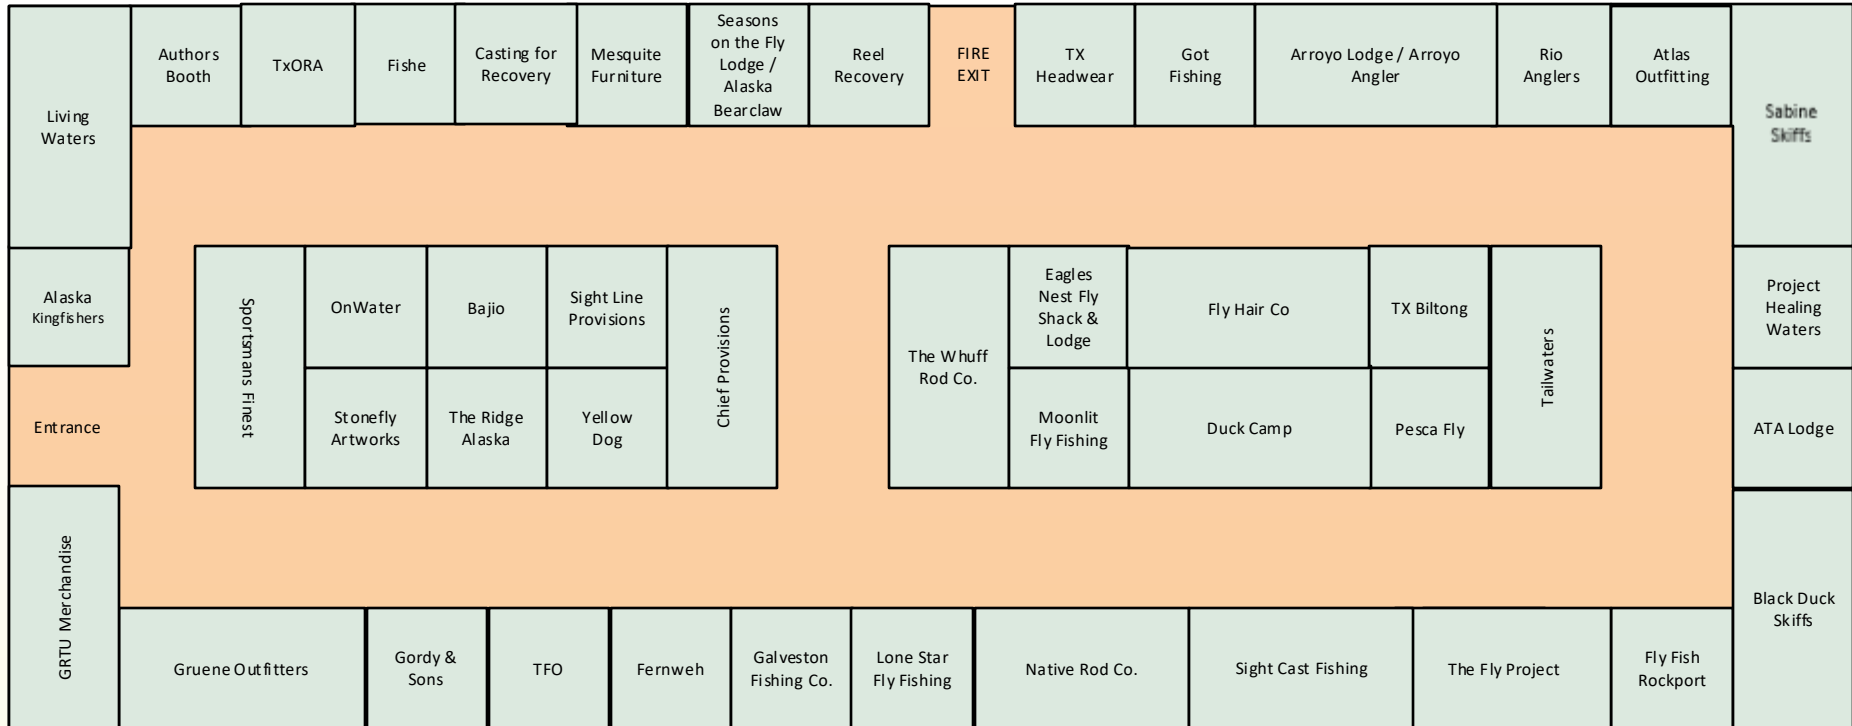 Living
Waters
Authors
Booth
TxORA
Fishe
Casting for
Recovery
Mesquite
Furniture
Seasons
on the Fly
Lodge /
Alaska
Bearclaw
Reel
Recovery
FIRE
EXIT
TX
Headwear
Got
Fishing
Arroyo Lodge / Arroyo
Angler
Rio
Anglers
Atlas
Outfitting
Sabine
Skiffs
Alaska
Kingfishers
Sportsmans Finest
OnWater
Bajio
Sight Line
Provisions
Chief Provisions
Stonefly
Artworks
The Ridge
Alaska
Yellow
Dog
The Whuff
Rod Co.
Eagles
Nest Fly
Shack &
Lodge
Fly Hair Co
TX Biltong
Tailwaters
Moonlit
Fly Fishing
Duck Camp
Pesca Fly
Project
Healing
Waters
Entrance
ATA Lodge
GRTU Merchandise
Gruene Outfitters
Gordy &
Sons
TFO
Fernweh
Galveston
Fishing Co.
Lone Star
Fly Fishing
Native Rod Co.
Sight Cast Fishing
The Fly Project
Fly Fish
Rockport
Black Duck
Skiffs